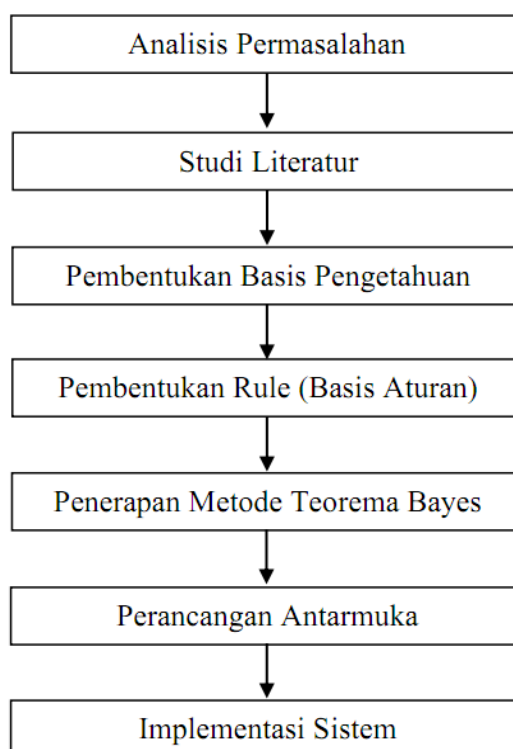 Analisis Permasalahan
Studi Literatur
Pembentukan Basis Pengetahuan
Pembentukan Rule (Basis Aturan)
Penerapan Metode Teorema Bayes
Perancangan Antarmuka
Implementasi Sistem